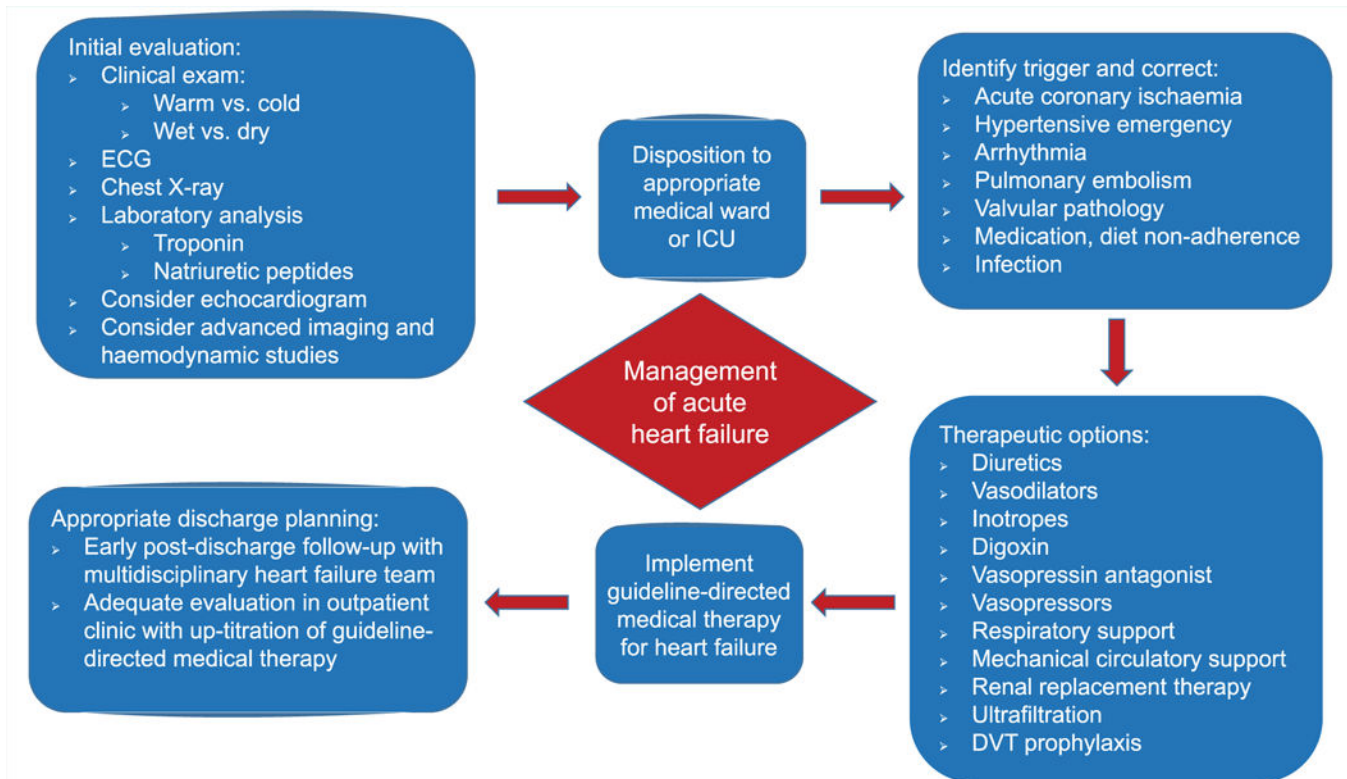 Initial evaluation:
➢ Clinical exam:
➢ Warm vs. cold
➢ Wet vs. dry
➢ ECG
➢ Chest X-ray
➢ Laboratory analysis
➢ Troponin
➢ Natriuretic peptides
➢ Consider echocardiogram
➢ Consider advanced imaging and
haemodynamic studies
Disposition to
appropriate
medical ward
or ICU
Identify trigger and correct:
➢ Acute coronary ischaemia
➢ Hypertensive emergency
➢ Arrhythmia
➢ Pulmonary embolism
➢ Valvular pathology
➢ Medication, diet non-adherence
➢ Infection
Management
of acute
heart failure
Therapeutic options:
➢ Diuretics
➢ Vasodilators
➢ Inotropes
➢ Digoxin
➢ Vasopressin antagonist
➢ Vasopressors
➢ Respiratory support
➢ Mechanical circulatory support
➢ Renal replacement therapy
➢ Ultrafiltration
➢ DVT prophylaxis
Implement
guideline-directed
medical therapy
for heart failure
Appropriate discharge planning:
➢ Early post-discharge follow-up with
multidisciplinary heart failure team
➢ Adequate evaluation in outpatient
clinic with up-titration of guideline-
directed medical therapy